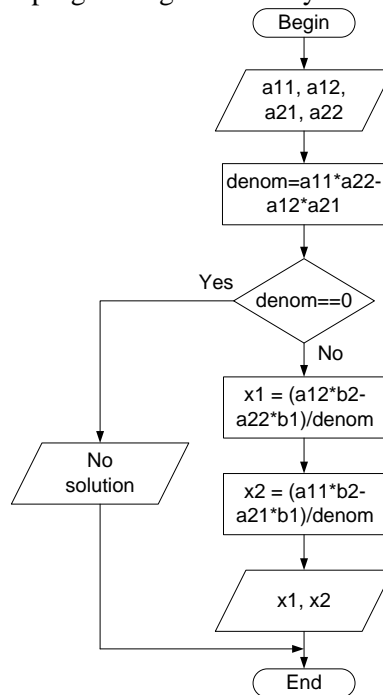 Begin
a11, a12,
a21, a22
denom=a11*a22-
a12*a21
Yes
denom==0
No
x1 = (a12*b2-
a22*b1)/denom
No
solution
x2 = (a11*b2-
a21*b1)/denom
x1, x2
End